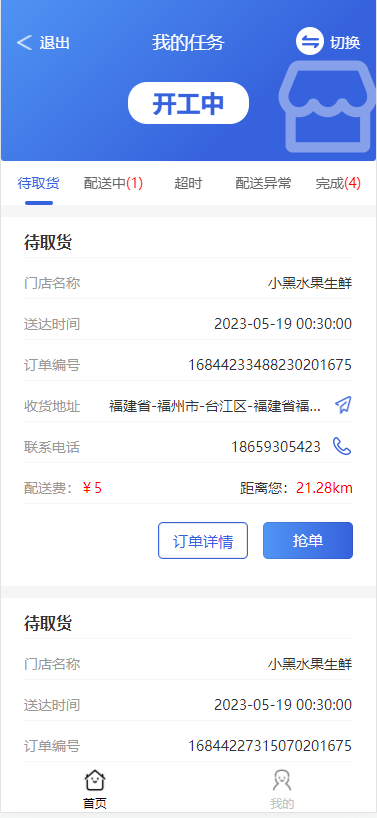 退出 我的任务 切换
开工中
待取货 配送中(1) 超时 配送异常 完成(4)
待取货
门店名称 小黑水果生鲜
送达时间 2023-05-19 00:30:00
订单编号 16844233488230201675
收货地址 福建省-福州市-台江区-福建省福...
联系电话 18659305423
配送费：￥5 距离您：21.28km
订单详情 抢单
待取货
门店名称 小黑水果生鲜
送达时间 2023-05-19 00:30:00
订单编号 16844227315070201675
首页 我的